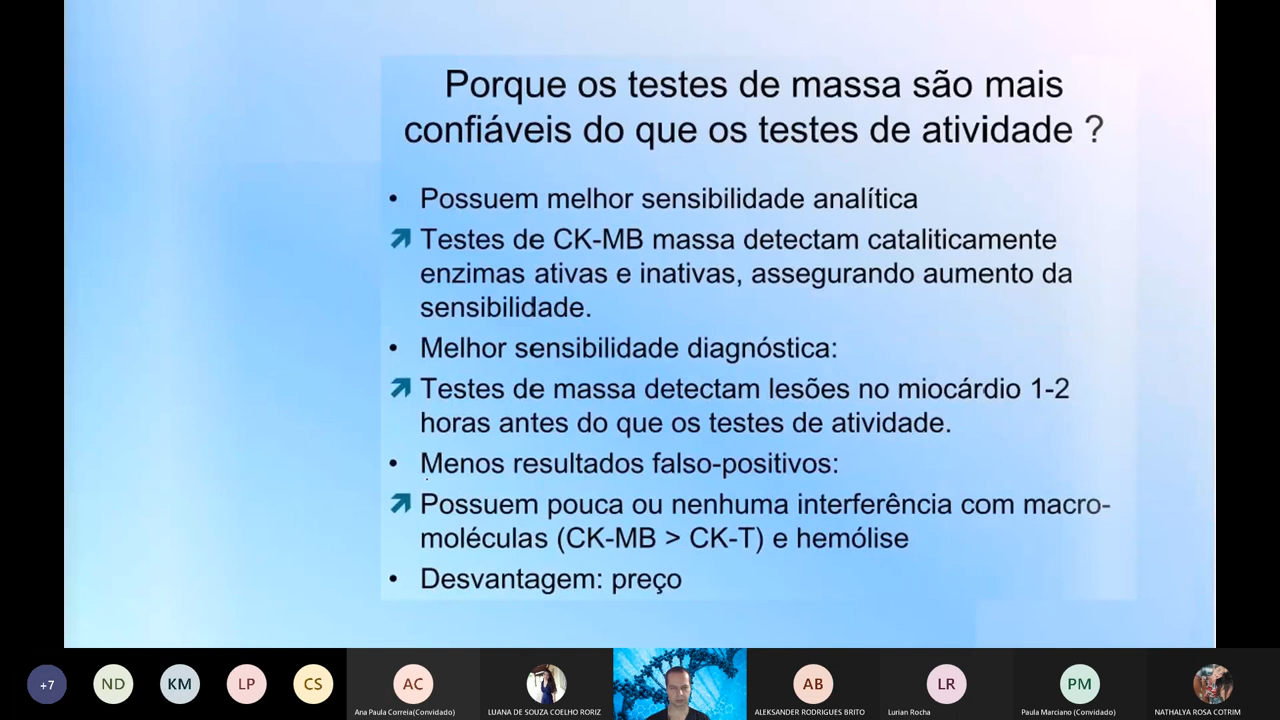 Porque os testes de massa são mais
confiáveis do que os testes de atividade ?
• Possuem melhor sensibilidade analítica
Testes de CK-MB massa detectam cataliticamente
enzimas ativas e inativas, assegurando aumento da
sensibilidade.
• Melhor sensibilidade diagnóstica:
Testes de massa detectam lesões no miocárdio 1-2
horas antes do que os testes de atividade.
• Menos resultados falso-positivos:
Possuem pouca ou nenhuma interferência com macro-
moléculas (CK-MB > CK-T) e hemólise
• Desvantagem: preço
+7
ND
KM
LP
CS
AC
AB
LR
PM
Ana Paula Correia(Convidado)
LUANA DE SOUZA COELHO RORIZ
ALEKSANDER RODRIGUES BRITO
Lurian Rocha
Paula Marciano (Convidado)
NATHALYA ROSA COTRIM